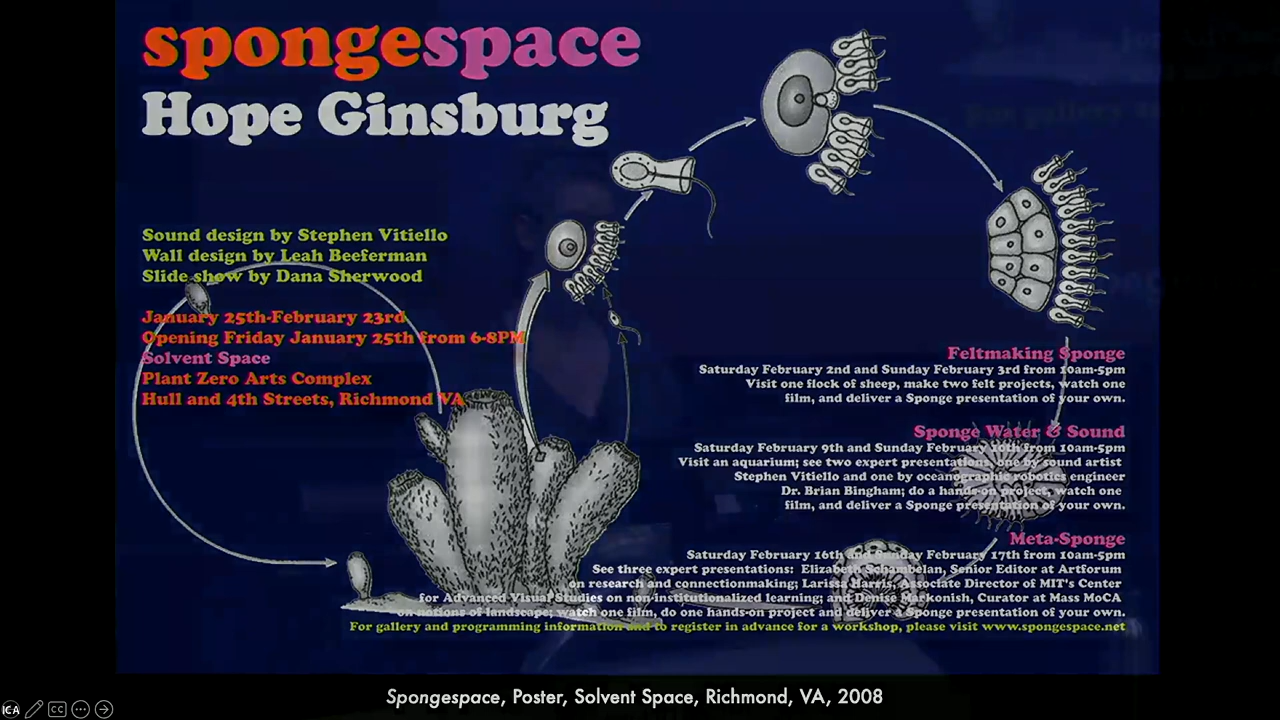 spongespace
Hope Ginsburg
Sound design by Stephen Vitiello
Wall design by Leah Beeferman
Slide show by Dana Sherwood
January 25th-February 23rd
Opening Friday January 25th from 6-8PM
Solvent Space
Plant Zero Arts Complex
Hull and 4th Streets, Richmond VA
Feltmaking Sponge
Saturday February 2nd and Sunday February 3rd from 10am-5pm
Visit one flock of sheep, make two felt projects, watch one
film, and deliver a Sponge presentation of your own.
Sponge Water & Sound
Saturday February 9th and Sunday February 10th from 10am-5pm
Visit an aquarium; see two expert presentations, one by sound artist
Stephen Vitiello and one by oceanographic robotics engineer
Dr. Brian Bingham; do a hands-on project, watch one
film, and deliver a Sponge presentation of your own.
Meta-Sponge
Saturday February 16th and Sunday February 17th from 10am-5pm
See three expert presentations: Elizabeth Schambelan, Senior Editor at Artforum
on research and connectionmaking; Larissa Harris, Associate Director of MIT's Center
for Advanced Visual Studies on non-institutionalized learning; and Denise Markonish, Curator at Mass MoCA
on notions of landscape; watch one film, do one hands-on project and deliver a Sponge presentation of your own.
For gallery and programming information and to register in advance for a workshop, please visit www.spongespace.net
Spongespace, Poster, Solvent Space, Richmond, VA, 2008
ICA
CC